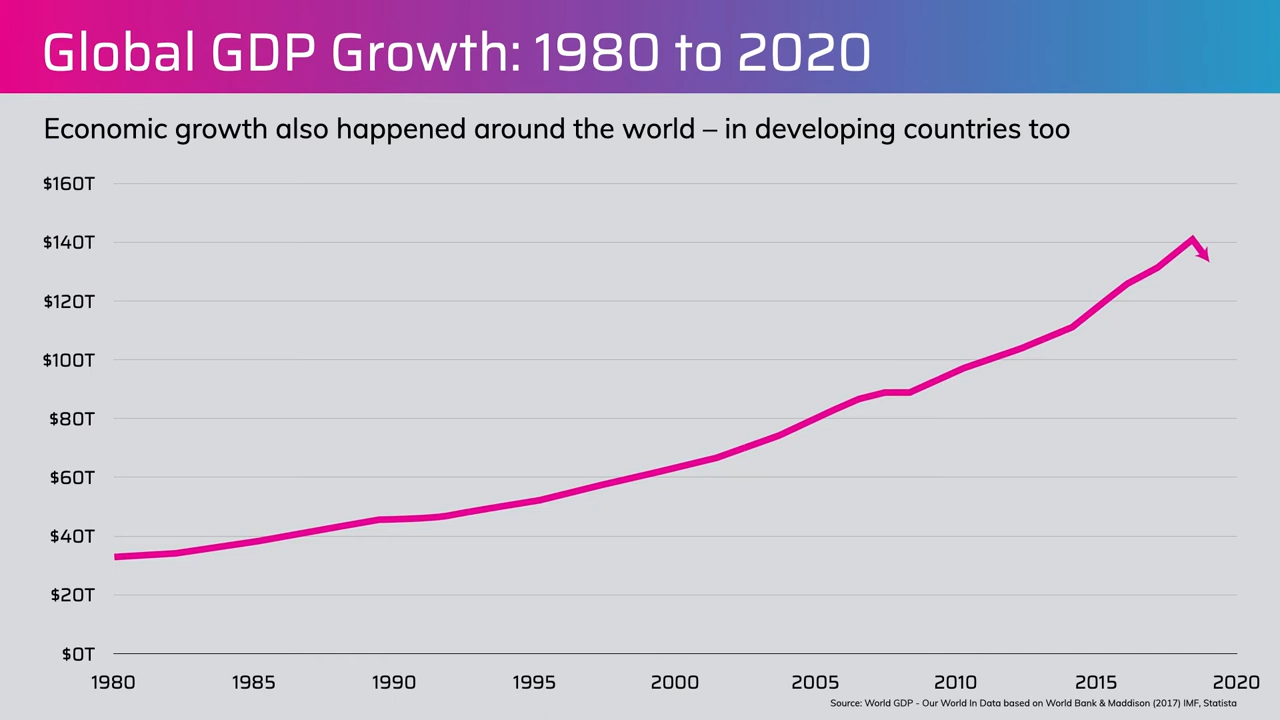 Global GDP Growth: 1980 to 2020
Economic growth also happened around the world – in developing countries too
$160T
$140T
$120T
$100T
$80T
$60T
$40T
$20T
$0T
1980 1985 1990 1995 2000 2005 2010 2015 2020
Source: World GDP - Our World In Data based on World Bank & Maddison (2017) IMF, Statista